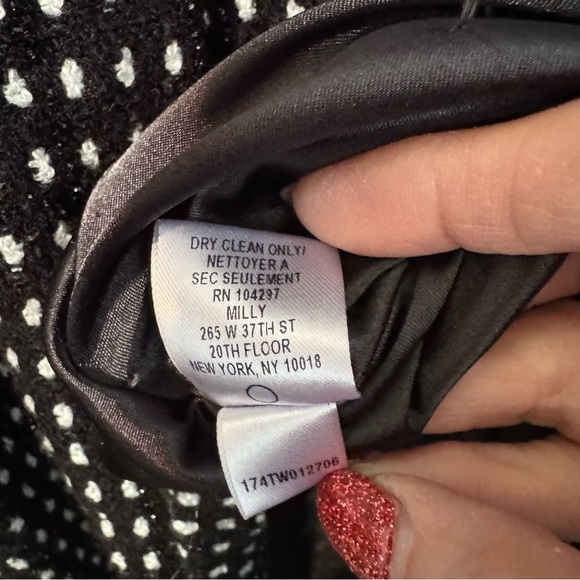 DRY CLEAN ONLY/
NETTOYER A
SEC SEULEMENT
RN 104297
MILLY
265 W 37TH ST
20TH FLOOR
NEW YORK, NY 10018
174TW012706